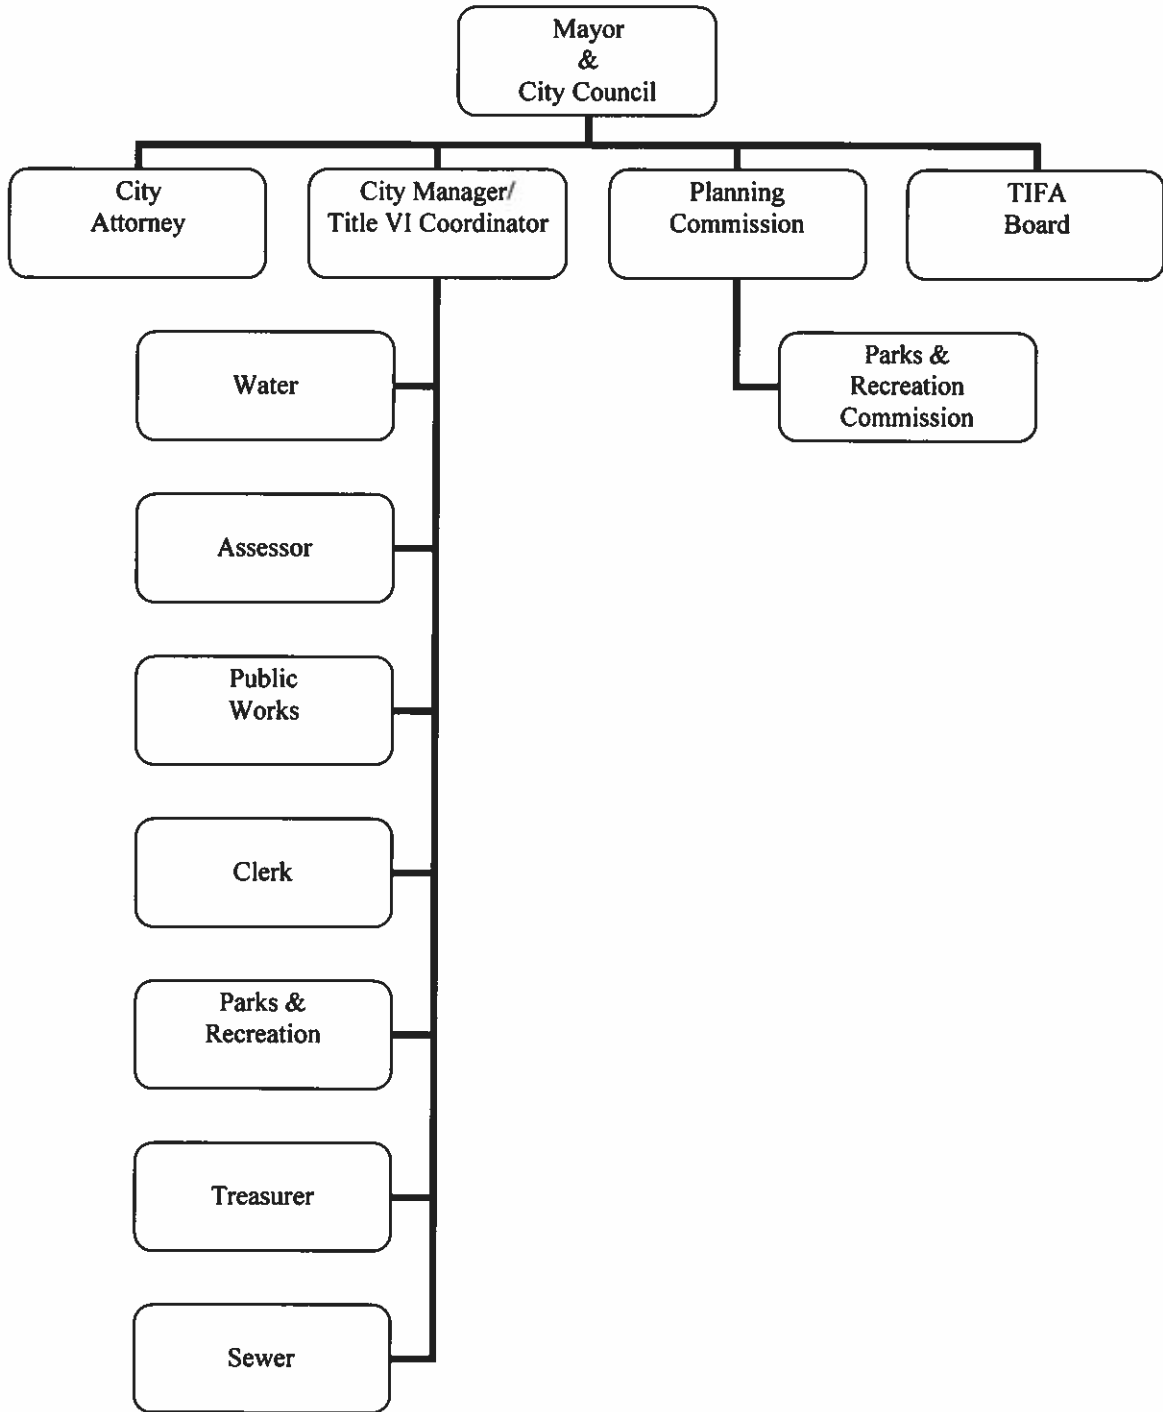 Mayor
&
City Council
City
Attorney
City Manager/
Title VI Coordinator
Planning
Commission
TIFA
Board
Water
Parks &
Recreation
Commission
Assessor
Public
Works
Clerk
Parks &
Recreation
Treasurer
Sewer